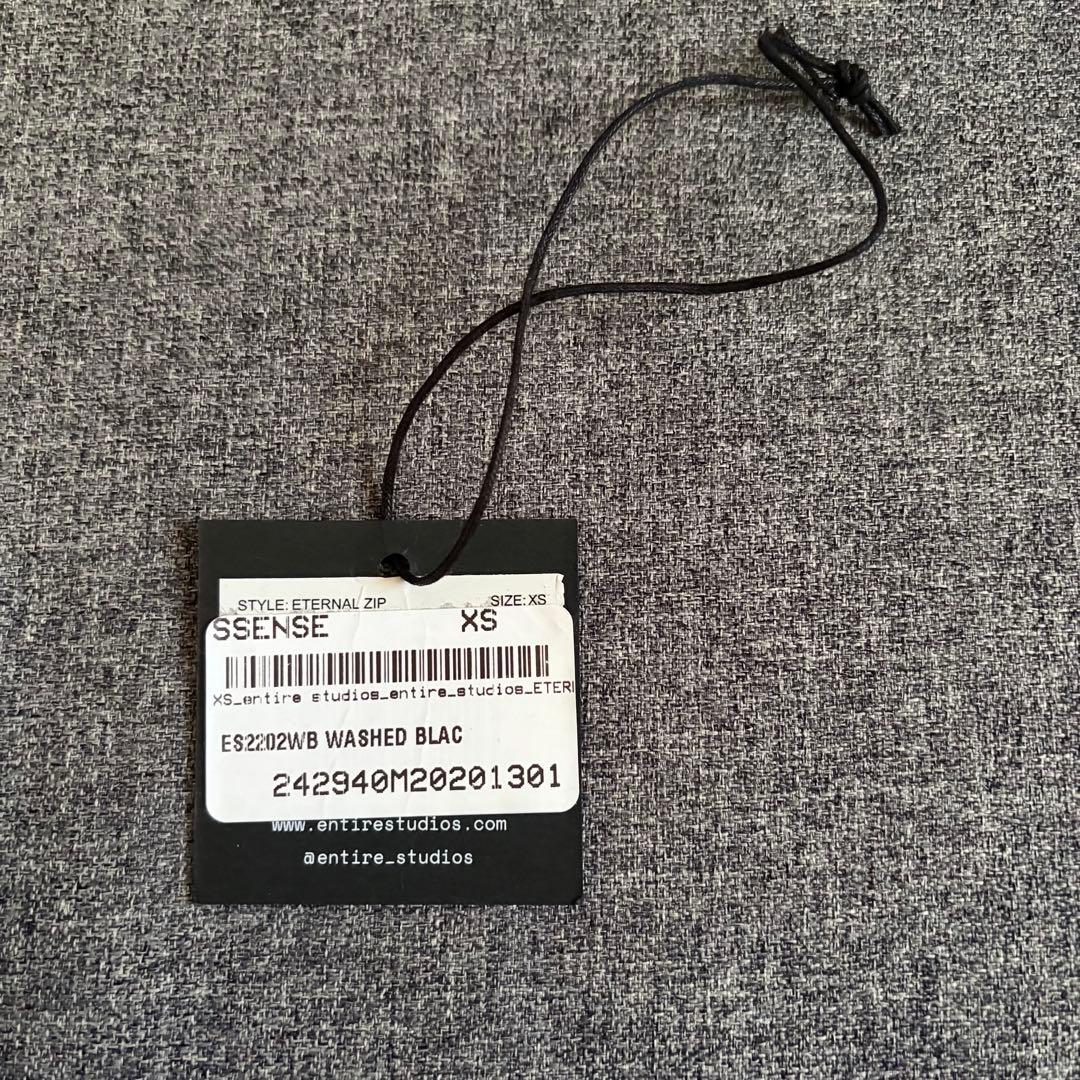 STYLE: ETERNAL ZIP SIZE: XS
SSENSE XS
XS_entire studios_entire_studios_ETERI
ES2202WB WASHED BLAC
242940M20201301
www.entirestudios.com
@entire_studios